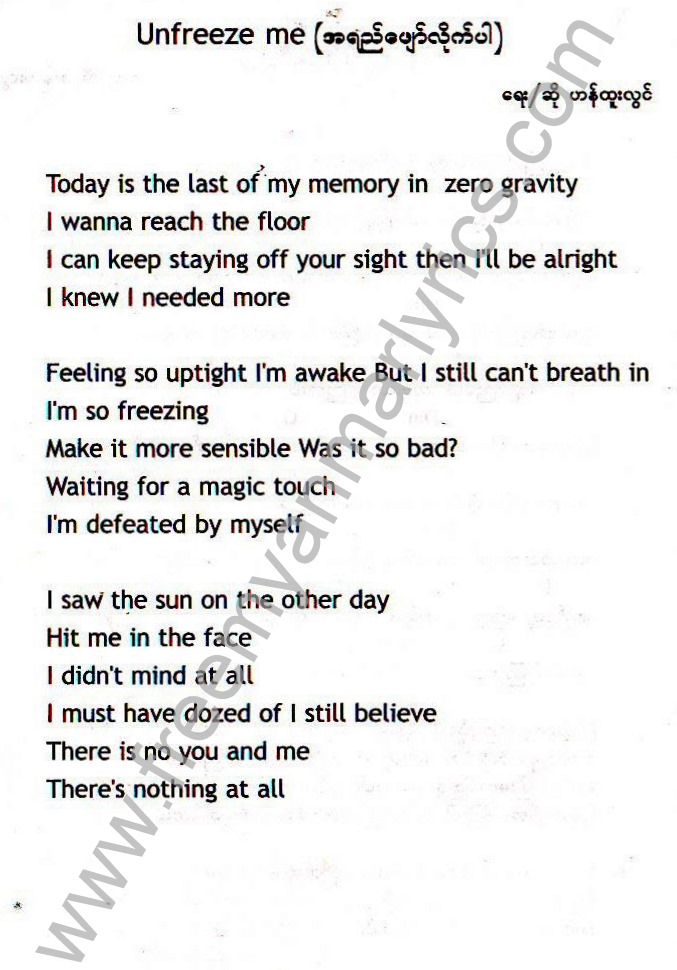 Unfreeze me (အရည်ဖျော်လိုက်ပါ)
ရေး/ဆို ဟန်ထူးလွင်
Today is the last of my memory in zero gravity
I wanna reach the floor
I can keep staying off your sight then I'll be alright
I knew I needed more
Feeling so uptight I'm awake But I still can't breath in
I'm so freezing
Make it more sensible Was it so bad?
Waiting for a magic touch
I'm defeated by myself
I saw the sun on the other day
Hit me in the face
I didn't mind at all
I must have dozed of I still believe
There is no you and me
There's nothing at all
www.freemyanmarlyrics.com